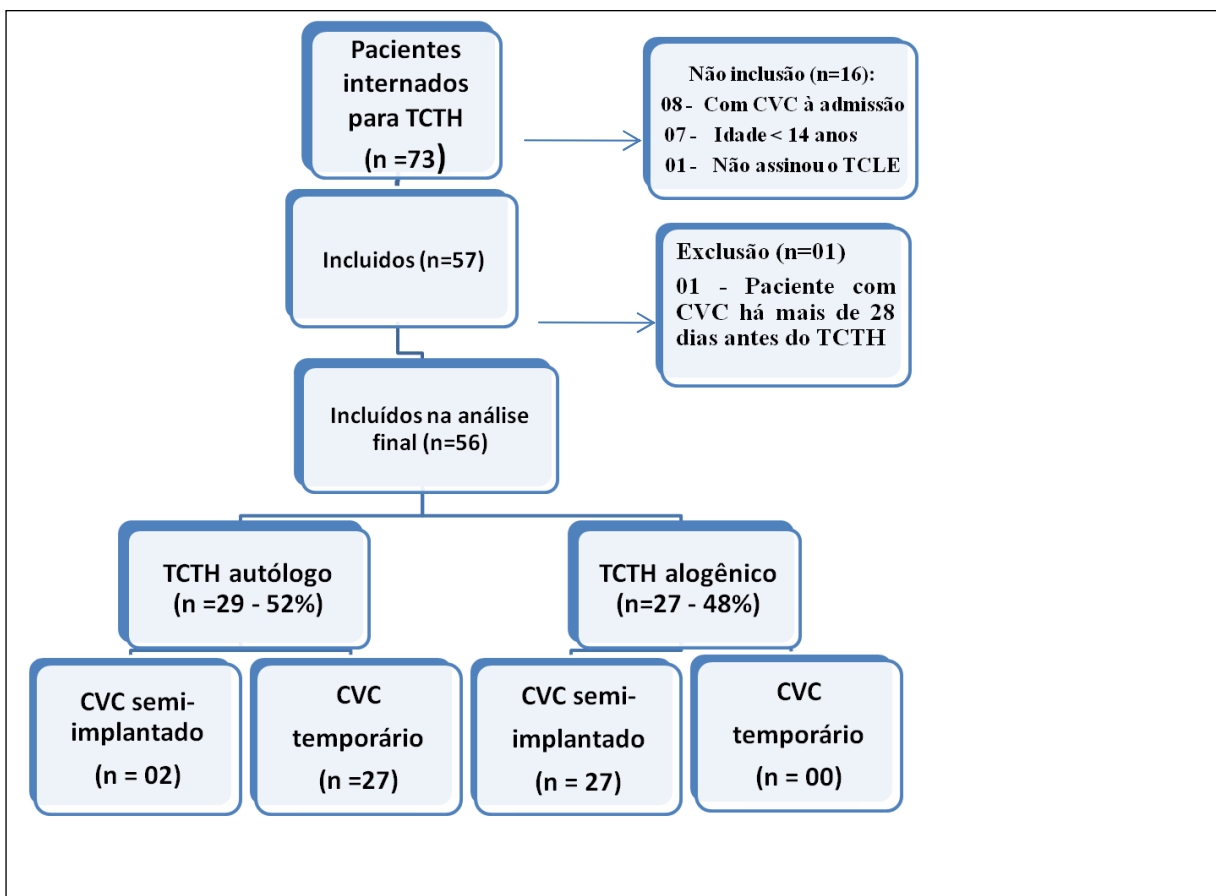 Pacientes
internados
para TCTH
(n =73)
Não inclusão (n=16):
08 - Com CVC à admissão
07 - Idade < 14 anos
01 - Não assinou o TCLE
Incluidos (n=57)
Exclusão (n=01)
01 - Paciente com
CVC há mais de 28
dias antes do TCTH
Incluídos na análise
final (n=56)
TCTH autólogo
(n =29 - 52%)
TCTH alogênico
(n=27 - 48%)
CVC semi-
implantado
(n = 02)
CVC
temporário
(n =27)
CVC semi-
implantado
(n = 27)
CVC
temporário
(n = 00)